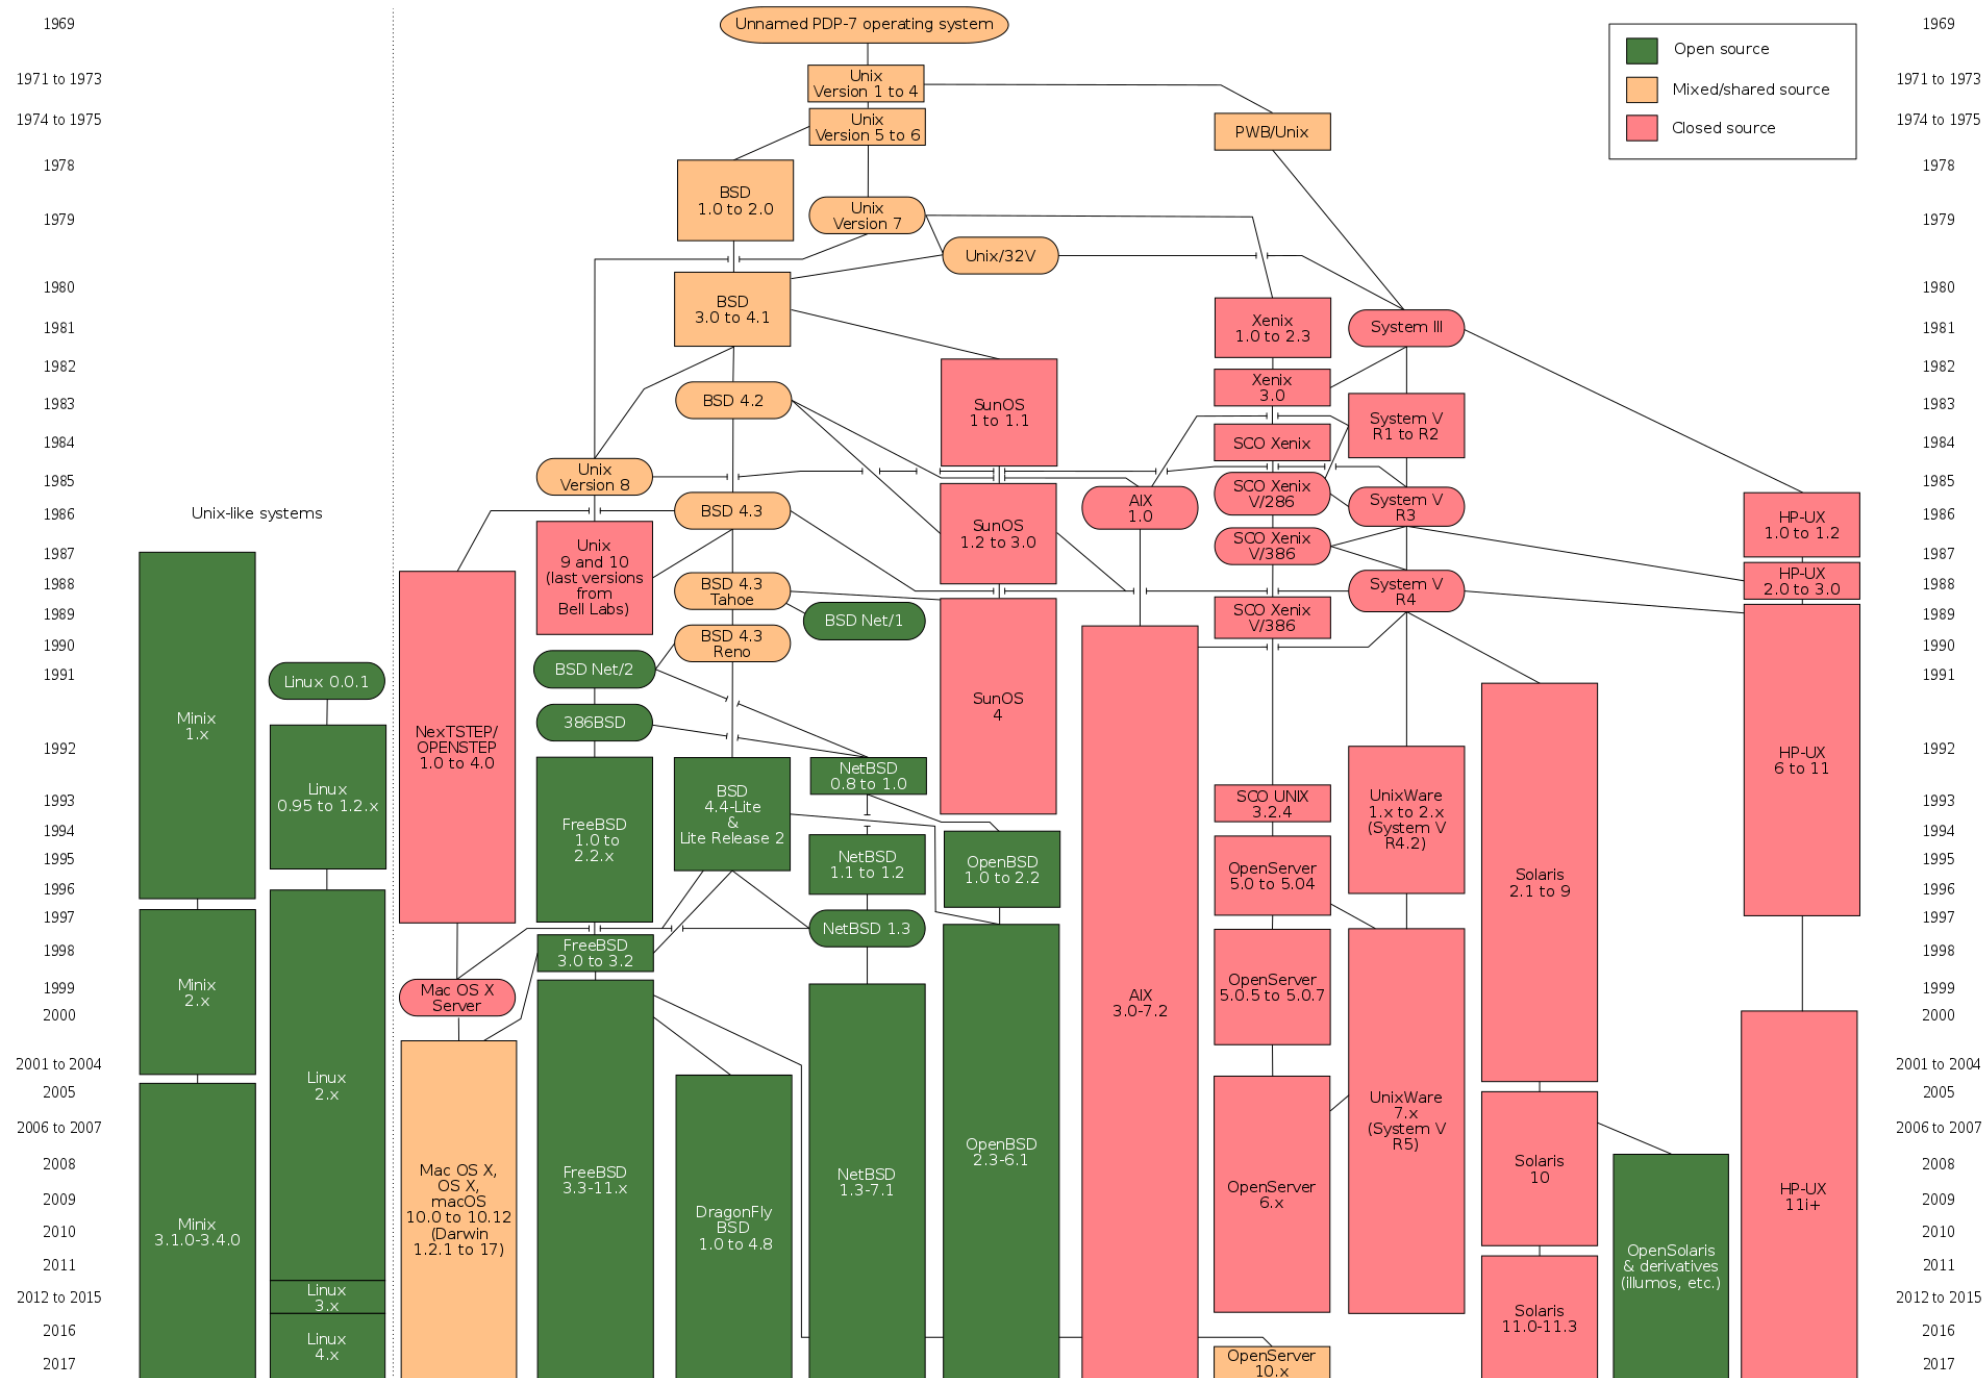 Unnamed PDP-7 operating system
1969
1969
Open source
Mixed/shared source
Closed source
1971 to 1973
Unix
Version 1 to 4
1971 to 1973
1974 to 1975
Unix
Version 5 to 6
PWB/Unix
1974 to 1975
1978
1978
BSD
1.0 to 2.0
Unix
Version 7
1979
1979
Unix/32V
1980
1980
BSD
3.0 to 4.1
Xenix
1.0 to 2.3
System III
1981
1981
1982
1982
Xenix
3.0
BSD 4.2
SunOS
1 to 1.1
System V
R1 to R2
1983
1983
SCO Xenix
1984
1984
Unix
Version 8
1985
1985
SCO Xenix
V/286
AIX
1.0
System V
R3
Unix-like systems
BSD 4.3
1986
1986
SunOS
1.2 to 3.0
HP-UX
1.0 to 1.2
Unix
9 and 10
(last versions
from
Bell Labs)
SCO Xenix
V/386
1987
1987
BSD 4.3
Tahoe
System V
R4
HP-UX
2.0 to 3.0
1988
1988
BSD Net/1
SCO Xenix
V/386
1989
1989
BSD 4.3
Reno
1990
1990
BSD Net/2
1991
1991
Linux 0.0.1
Minix
1.x
386BSD
SunOS
4
NexTSTEP/
OPENSTEP
1.0 to 4.0
1992
1992
HP-UX
6 to 11
NetBSD
0.8 to 1.0
Linux
0.95 to 1.2.x
BSD
4.4-Lite
&
Lite Release 2
SCO UNIX
3.2.4
UnixWare
1.x to 2.x
(System V
R4.2)
1993
1993
FreeBSD
1.0 to
2.2.x
1994
1994
NetBSD
1.1 to 1.2
OpenBSD
1.0 to 2.2
OpenServer
5.0 to 5.04
Solaris
2.1 to 9
1995
1995
1996
1996
1997
1997
NetBSD 1.3
FreeBSD
3.0 to 3.2
1998
1998
Minix
2.x
Mac OS X
Server
AIX
3.0-7.2
OpenServer
5.0.5 to 5.0.7
1999
1999
2000
2000
2001 to 2004
2001 to 2004
Linux
2.x
2005
2005
UnixWare
7.x
(System V
R5)
2006 to 2007
2006 to 2007
OpenBSD
2.3-6.1
2008
2008
Mac OS X,
OS X,
macOS
10.0 to 10.12
(Darwin
1.2.1 to 17)
FreeBSD
3.3-11.x
NetBSD
1.3-7.1
OpenServer
6.x
Solaris
10
HP-UX
11i+
2009
2009
Minix
3.1.0-3.4.0
DragonFly
BSD
1.0 to 4.8
2010
2010
OpenSolaris
& derivatives
(illumos, etc.)
2011
2011
Linux
3.x
2012 to 2015
2012 to 2015
Solaris
11.0-11.3
2016
2016
Linux
4.x
OpenServer
10.x
2017
2017